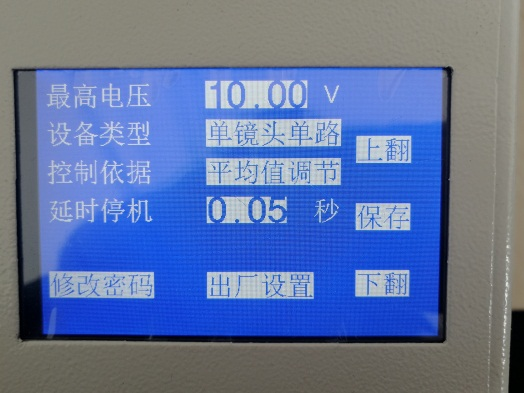 最高电压 10.00 V
设备类型 单镜头单路 上翻
控制依据 平均值调节
延时停机 0.05 秒 保存
修改密码 出厂设置 下翻